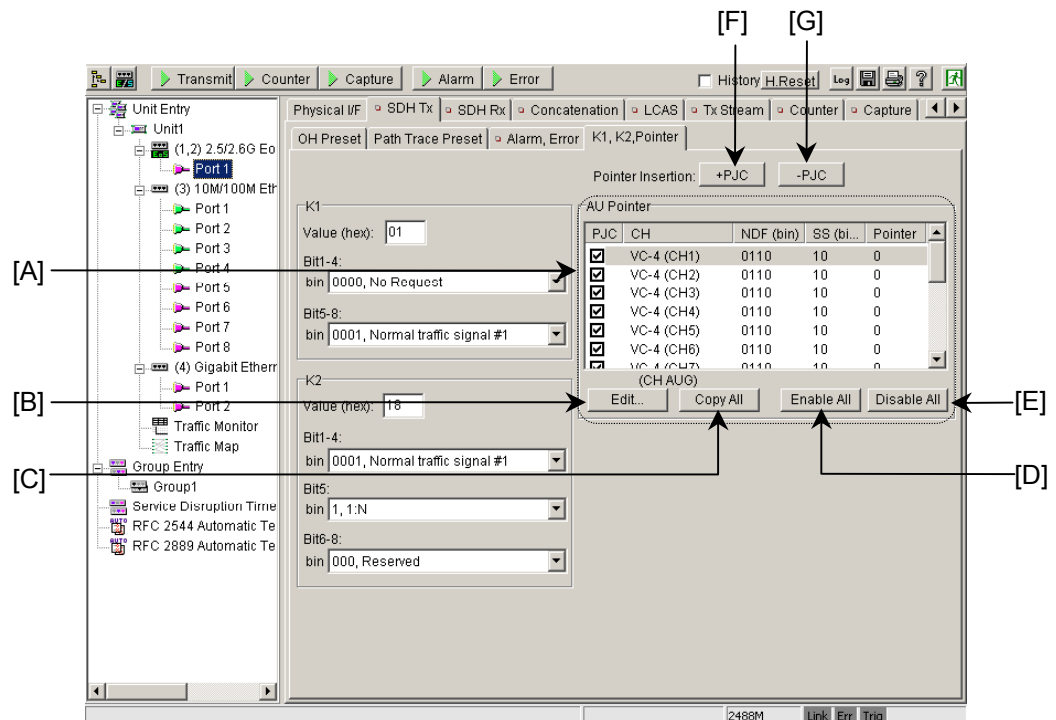 [F] [G]
Transmit Counter Capture Alarm Error History H.Reset Log ?
Unit Entry
Unit1
(1,2) 2.5/2.6G Eo
Port 1
(3) 10M/100M Eth
Port 1
Port 2
Port 3
Port 4
Port 5
Port 6
Port 7
Port 8
(4) Gigabit Etherr
Port 1
Port 2
Traffic Monitor
Traffic Map
Group Entry
Group1
Service Disruption Time
AUTO RFC 2544 Automatic Te
AUTO RFC 2889 Automatic Te
Physical I/F SDH Tx SDH Rx Concatenation LCAS Tx Stream Counter Capture
OH Preset Path Trace Preset Alarm, Error K1, K2,Pointer
Pointer Insertion: +PJC -PJC
K1
Value (hex): 01
Bit1-4:
bin 0000, No Request
Bit5-8:
bin 0001, Normal traffic signal #1
K2
Value (hex): 18
Bit1-4:
bin 0001, Normal traffic signal #1
Bit5:
bin 1, 1:N
Bit6-8:
bin 000, Reserved
AU Pointer
PJC CH NDF (bin) SS (bi... Pointer
VC-4 (CH1) 0110 10 0
VC-4 (CH2) 0110 10 0
VC-4 (CH3) 0110 10 0
VC-4 (CH4) 0110 10 0
VC-4 (CH5) 0110 10 0
VC-4 (CH6) 0110 10 0
VC-4 (CH7) 0110 10 0
(CH AUG)
Edit... Copy All Enable All Disable All
[A]
[B]
[C]
[E]
[D]
2488M Link Err Trig